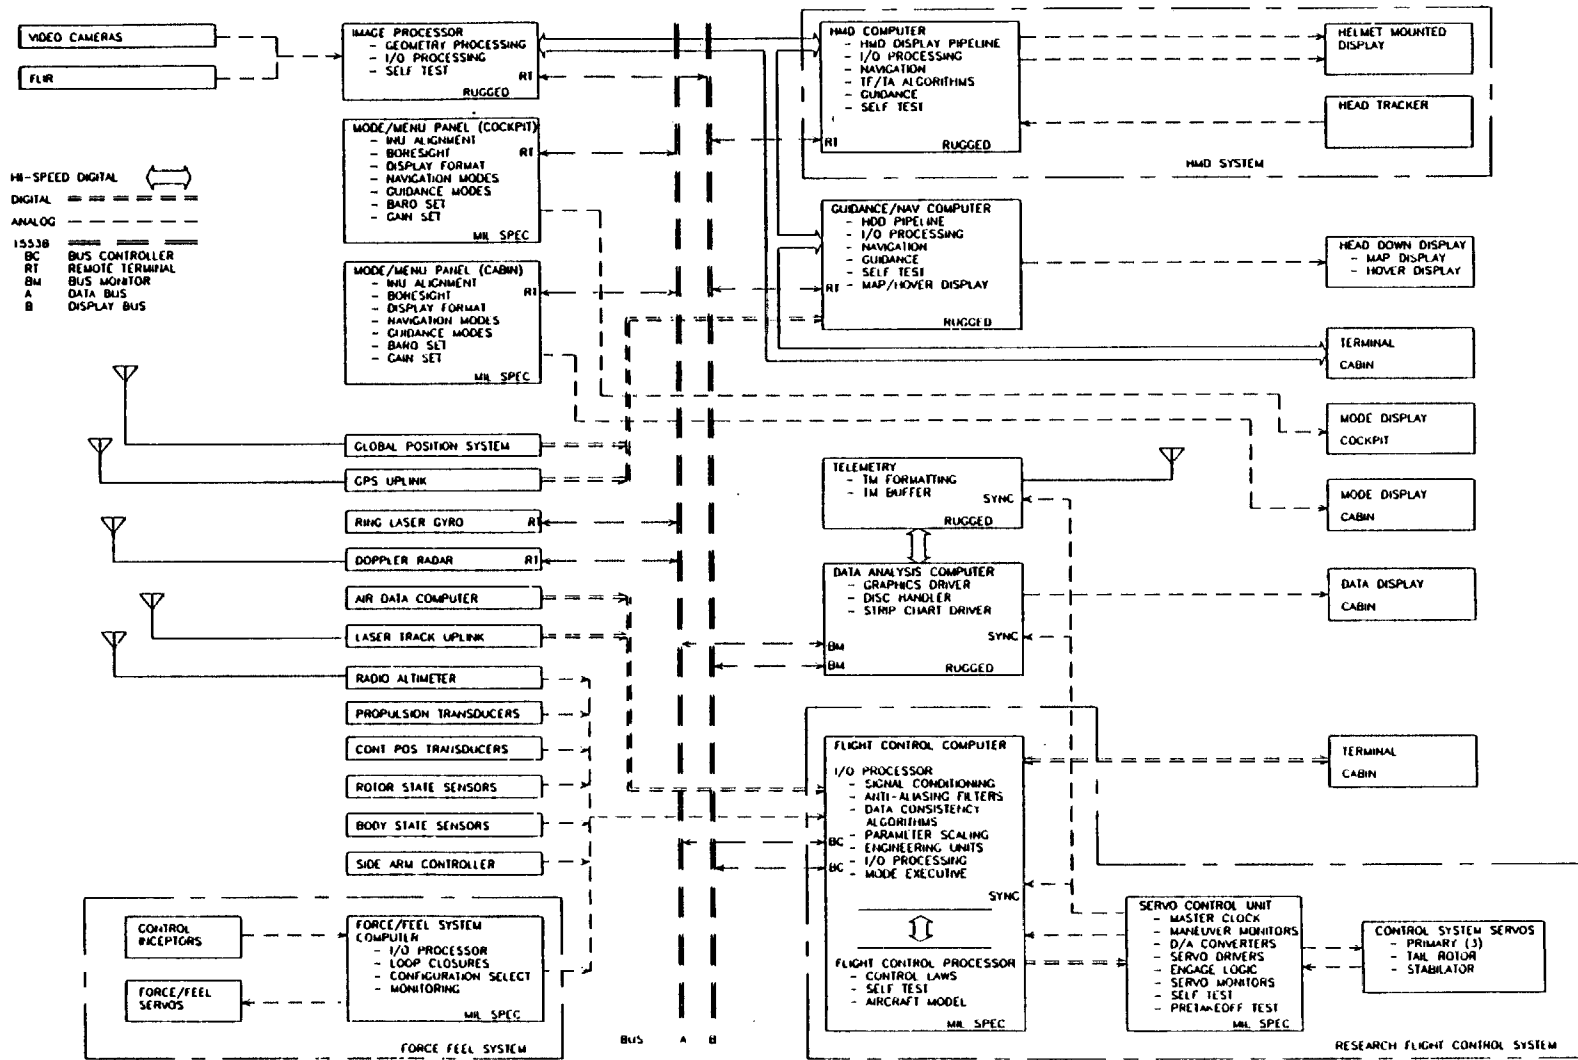 VIDEO CAMERAS
FLIR
HI-SPEED DIGITAL
DIGITAL
ANALOG
1553B
BC BUS CONTROLLER
RT REMOTE TERMINAL
BM BUS MONITOR
A DATA BUS
B DISPLAY BUS
IMAGE PROCESSOR
- GEOMETRY PROCESSING
- I/O PROCESSING
- SELF TEST
RT
RUGGED
MODE/MENU PANEL (COCKPIT)
- INU ALIGNMENT
- BORESIGHT
RT
- DISPLAY FORMAT
- NAVIGATION MODES
- GUIDANCE MODES
- BARO SET
- GAIN SET
MIL SPEC
MODE/MENU PANEL (CABIN)
- INU ALIGNMENT
- BORESIGHT
RT
- DISPLAY FORMAT
- NAVIGATION MODES
- GUIDANCE MODES
- BARO SET
- GAIN SET
MIL SPEC
GLOBAL POSITION SYSTEM
GPS UPLINK
RING LASER GYRO RT
DOPPLER RADAR RT
AIR DATA COMPUTER
LASER TRACK UPLINK
RADIO ALTIMETER
PROPULSION TRANSDUCERS
CONT POS TRANSDUCERS
ROTOR STATE SENSORS
BODY STATE SENSORS
SIDE ARM CONTROLLER
CONTROL
INCEPTORS
FORCE/FEEL
SERVOS
FORCE/FEEL SYSTEM
COMPUTER
- I/O PROCESSOR
- LOOP CLOSURES
- CONFIGURATION SELECT
- MONITORING
MIL SPEC
FORCE FEEL SYSTEM
BUS A B
HMD COMPUTER
- HMD DISPLAY PIPELINE
- I/O PROCESSING
- NAVIGATION
- TF/TA ALGORITHMS
- GUIDANCE
- SELF TEST
RT
RUGGED
HELMET MOUNTED
DISPLAY
HEAD TRACKER
HMD SYSTEM
GUIDANCE/NAV COMPUTER
- HDD PIPELINE
- I/O PROCESSING
- NAVIGATION
- GUIDANCE
- SELF TEST
RT - MAP/HOVER DISPLAY
RUGGED
HEAD DOWN DISPLAY
- MAP DISPLAY
- HOVER DISPLAY
TERMINAL
CABIN
MODE DISPLAY
COCKPIT
MODE DISPLAY
CABIN
TELEMETRY
- TM FORMATTING
- TM BUFFER
SYNC
RUGGED
DATA ANALYSIS COMPUTER
- GRAPHICS DRIVER
- DISC HANDLER
- STRIP CHART DRIVER
SYNC
BM
BM
RUGGED
DATA DISPLAY
CABIN
FLIGHT CONTROL COMPUTER
I/O PROCESSOR
- SIGNAL CONDITIONING
- ANTI-ALIASING FILTERS
- DATA CONSISTENCY
ALGORITHMS
- PARAMETER SCALING
BC - ENGINEERING UNITS
- I/O PROCESSING
BC - MODE EXECUTIVE
SYNC
FLIGHT CONTROL PROCESSOR
- CONTROL LAWS
- SELF TEST
- AIRCRAFT MODEL
MIL SPEC
TERMINAL
CABIN
SERVO CONTROL UNIT
- MASTER CLOCK
- MANEUVER MONITORS
- D/A CONVERTERS
- SERVO DRIVERS
- ENGAGE LOGIC
- SERVO MONITORS
- SELF TEST
- PRETAKEOFF TEST
MIL SPEC
CONTROL SYSTEM SERVOS
- PRIMARY (3)
- TAIL ROTOR
- STABILATOR
RESEARCH FLIGHT CONTROL SYSTEM